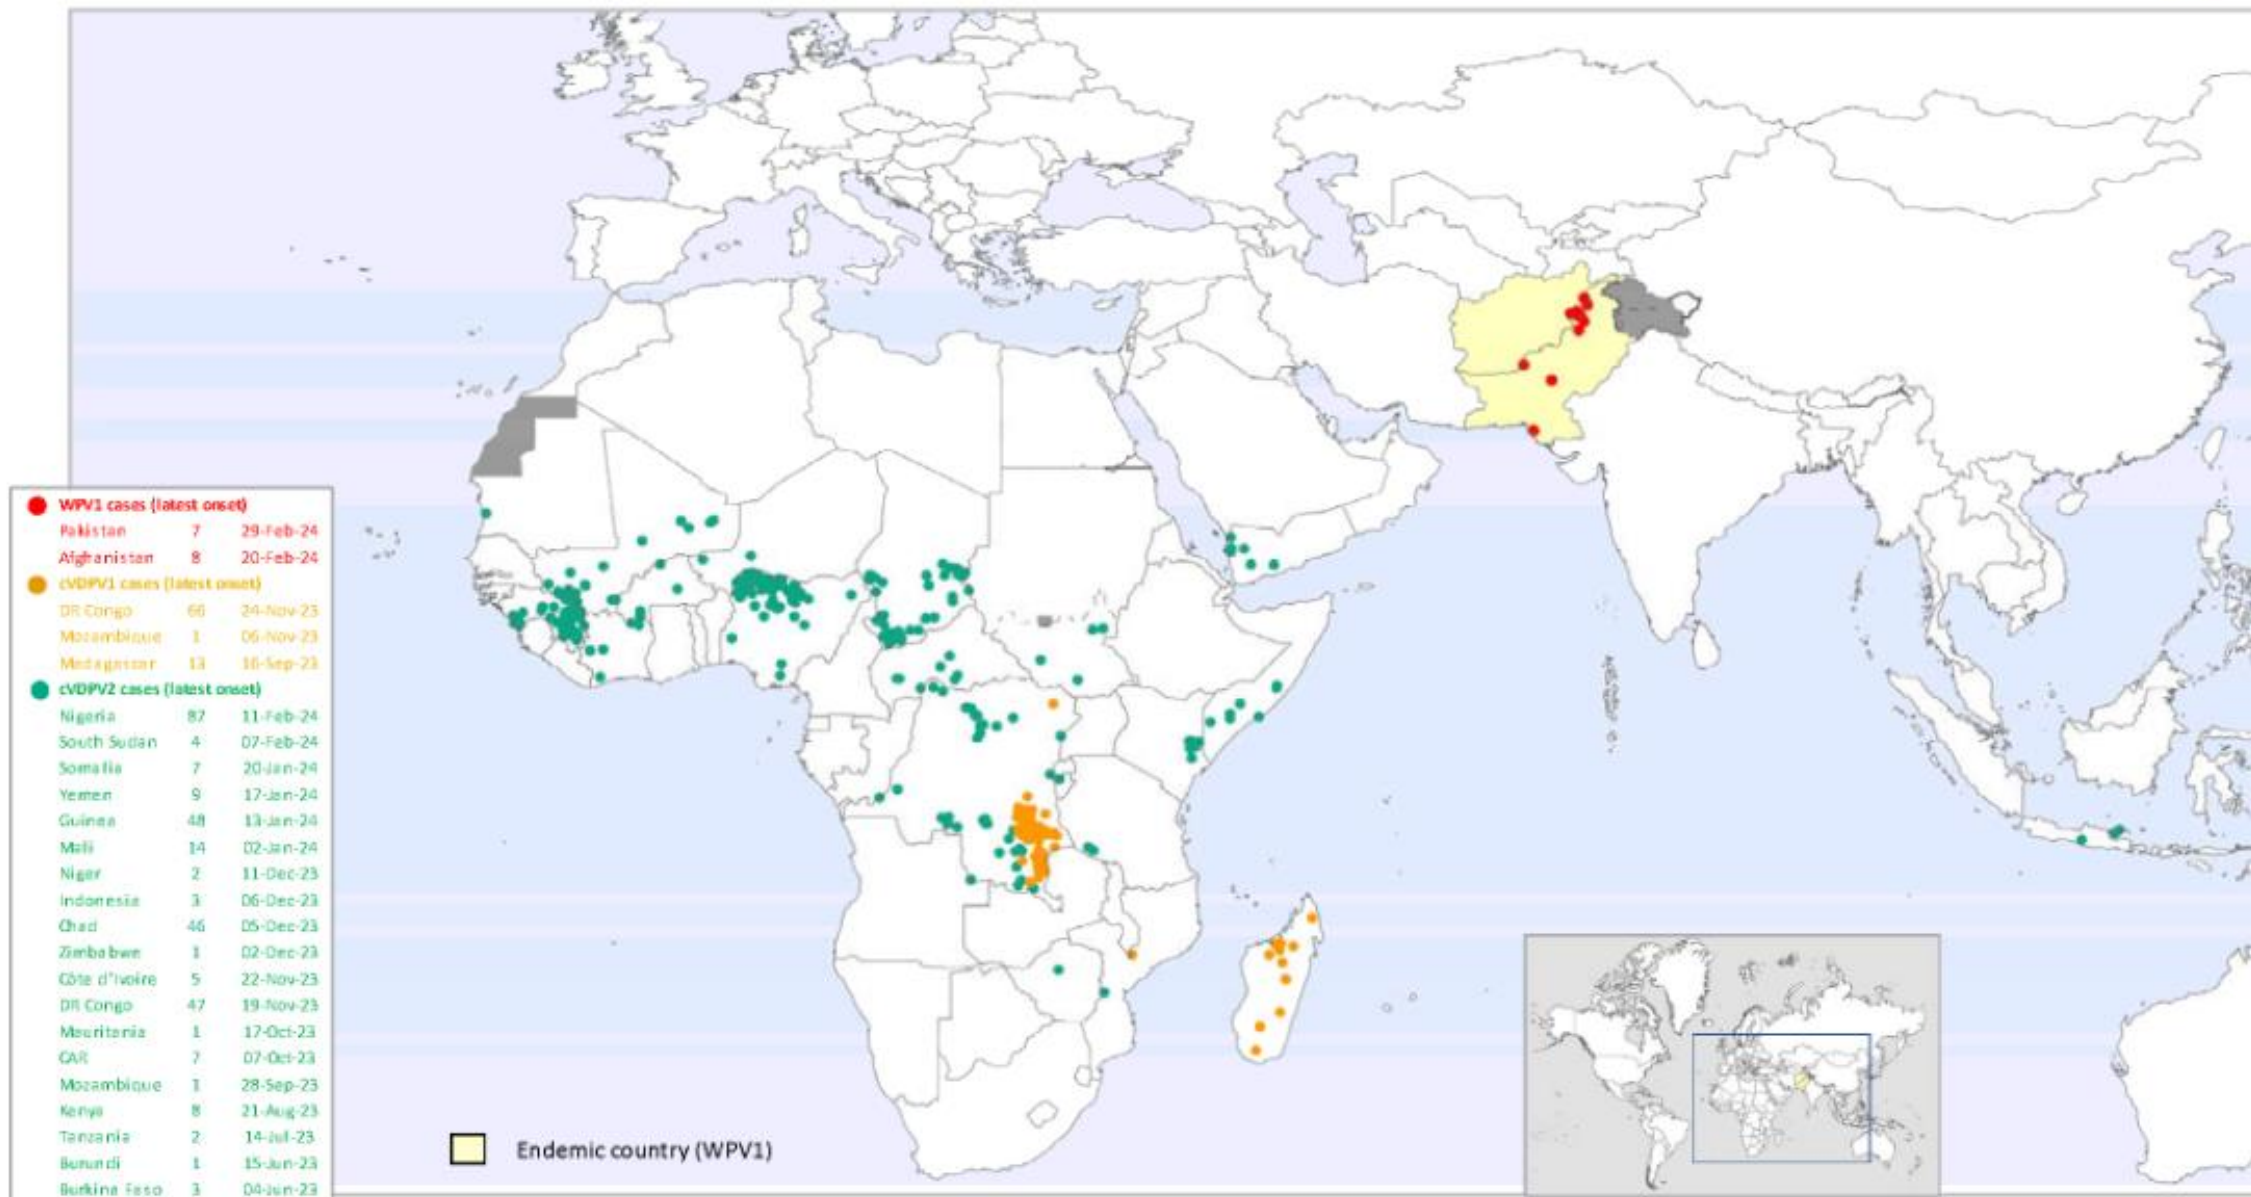 WPV1 cases (latest onset)
Pakistan 7 29-Feb-24
Afghanistan 8 20-Feb-24
cVDPV1 cases (latest onset)
DR Congo 66 24-Nov-23
Mozambique 1 06-Nov-23
Madagascar 13 16-Sep-23
cVDPV2 cases (latest onset)
Nigeria 87 11-Feb-24
South Sudan 4 07-Feb-24
Somalia 7 20-Jan-24
Yemen 9 17-Jan-24
Guinea 48 13-Jan-24
Mali 14 02-Jan-24
Niger 2 11-Dec-23
Indonesia 3 06-Dec-23
Chad 46 05-Dec-23
Zimbabwe 1 02-Dec-23
Côte d'Ivoire 5 22-Nov-23
DR Congo 47 19-Nov-23
Mauritania 1 17-Oct-23
CAR 7 07-Oct-23
Mozambique 1 28-Sep-23
Kenya 8 21-Aug-23
Tanzania 2 14-Jul-23
Burundi 1 15-Jun-23
Burkina Faso 3 04-Jun-23
Endemic country (WPV1)